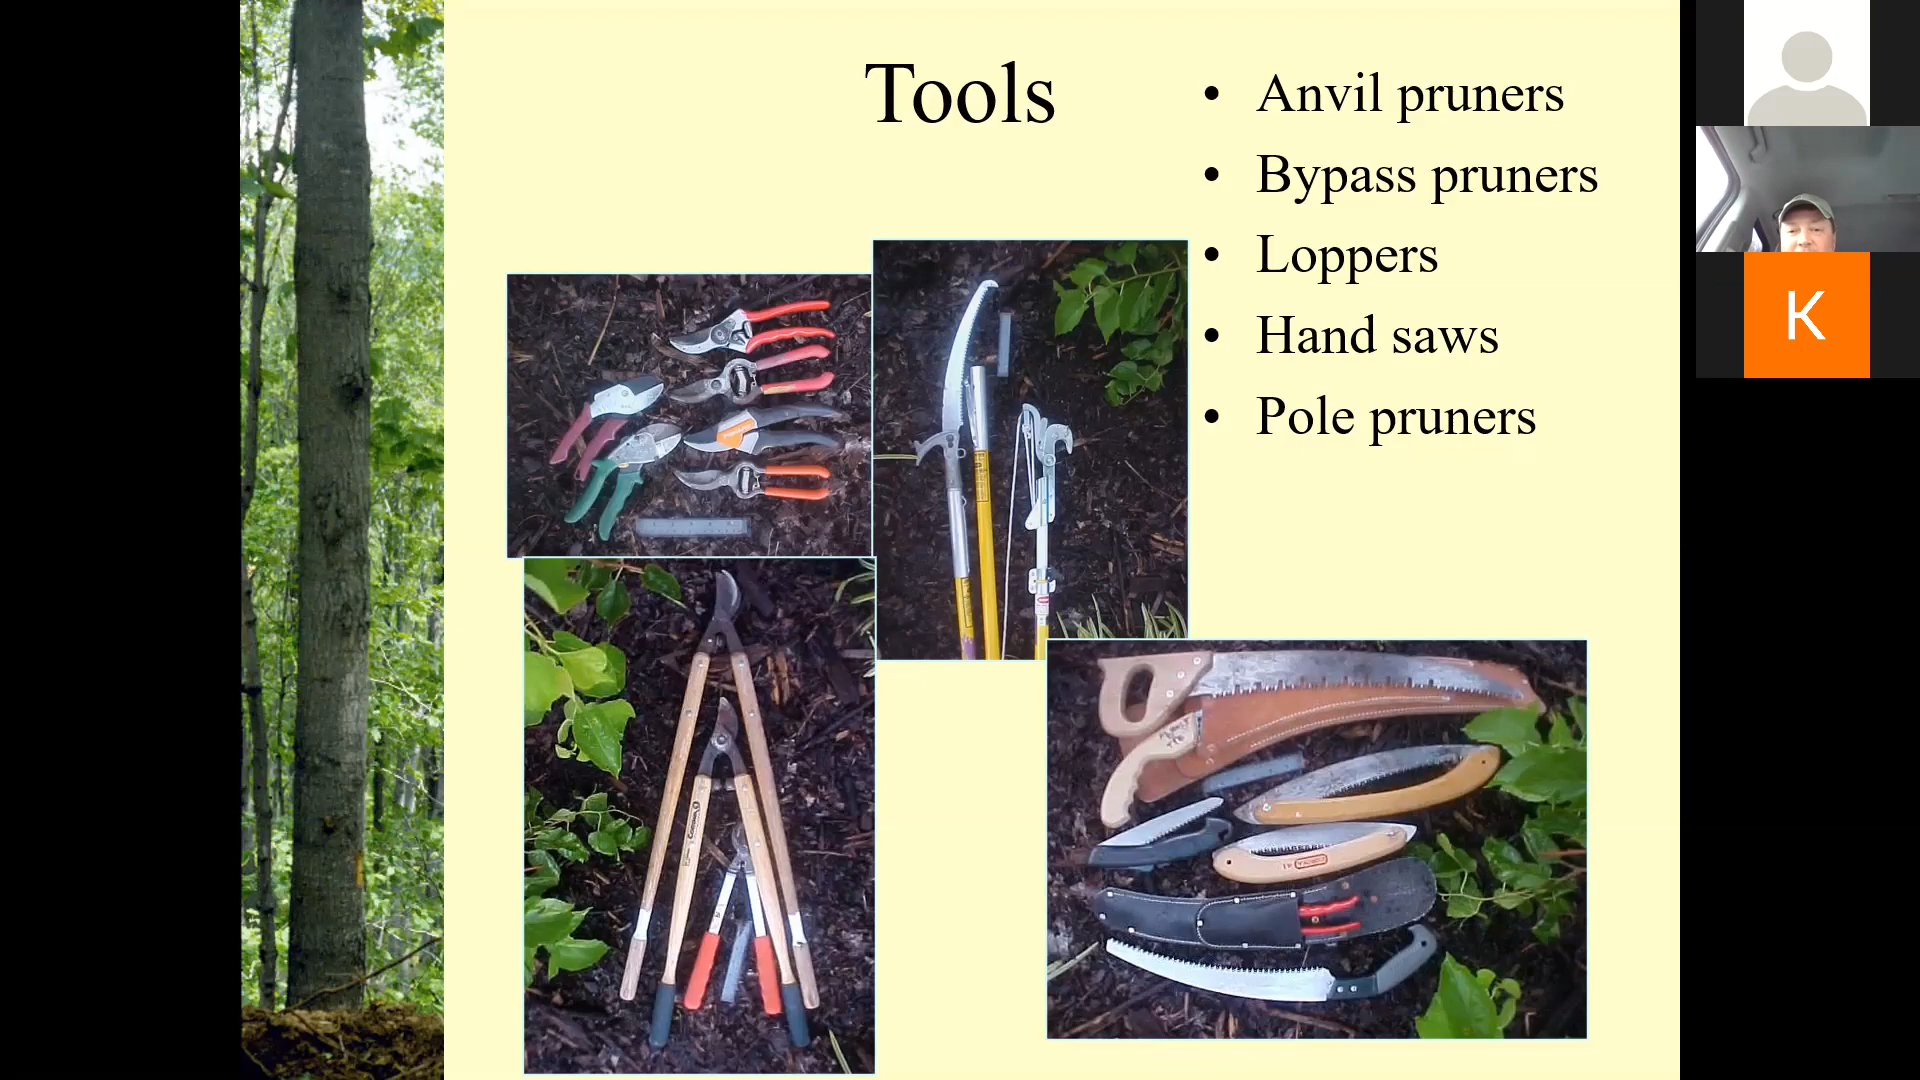 Tools
• Anvil pruners
• Bypass pruners
• Loppers
• Hand saws
• Pole pruners
K